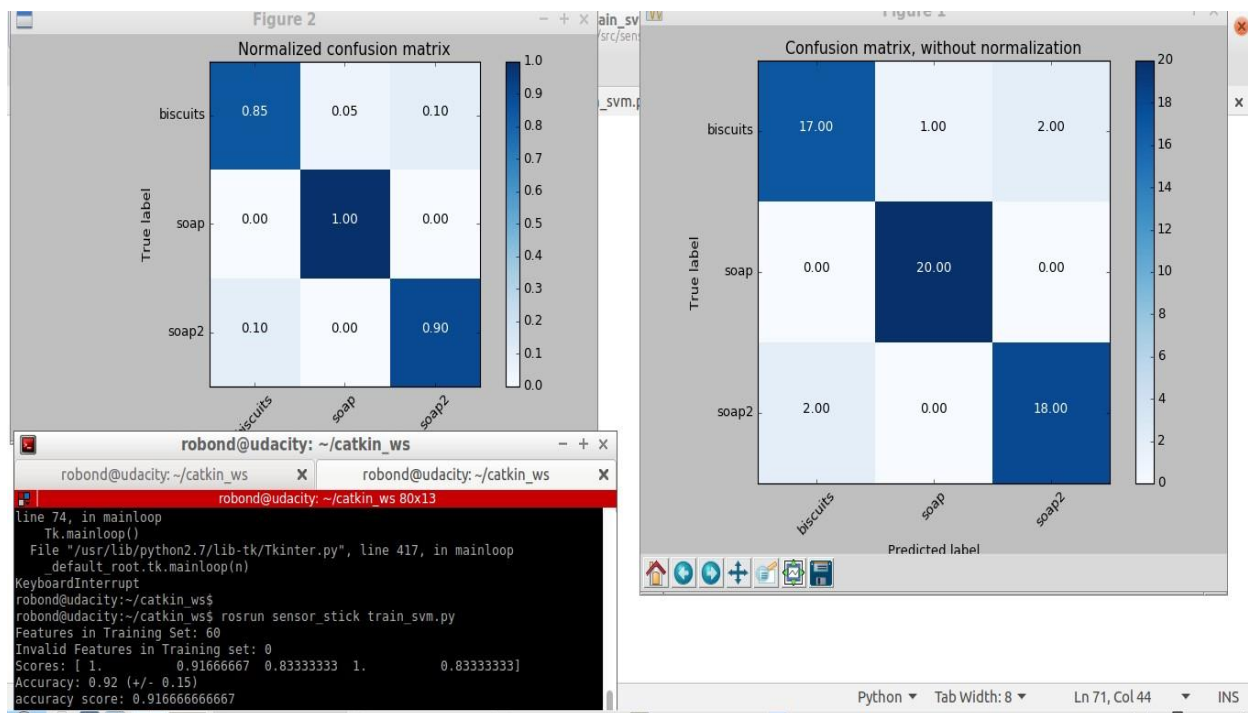 Figure 2
Normalized confusion matrix
1.0
0.9
0.8
0.7
0.6
0.5
0.4
0.3
0.2
0.1
0.0
biscuits
0.85 0.05 0.10
soap
0.00 1.00 0.00
soap2
0.10 0.00 0.90
True label
biscuits soap soap2
ain_sv
/src/sens
_svm.p
Figure 1
Confusion matrix, without normalization
20
18
16
14
12
10
8
6
4
2
0
biscuits
17.00 1.00 2.00
soap
0.00 20.00 0.00
soap2
2.00 0.00 18.00
True label
biscuits soap soap2
Predicted label
robond@udacity: ~/catkin_ws
robond@udacity: ~/catkin_ws X robond@udacity: ~/catkin_ws X
robond@udacity: ~/catkin_ws 80x13
line 74, in mainloop
Tk.mainloop()
File "/usr/lib/python2.7/lib-tk/Tkinter.py", line 417, in mainloop
_default_root.tk.mainloop(n)
KeyboardInterrupt
robond@udacity:~/catkin_ws$
robond@udacity:~/catkin_ws$ rosrun sensor_stick train_svm.py
Features in Training Set: 60
Invalid Features in Training set: 0
Scores: [ 1. 0.91666667 0.83333333 1. 0.83333333]
Accuracy: 0.92 (+/- 0.15)
accuracy score: 0.916666666667
Python Tab Width: 8 Ln 71, Col 44 INS